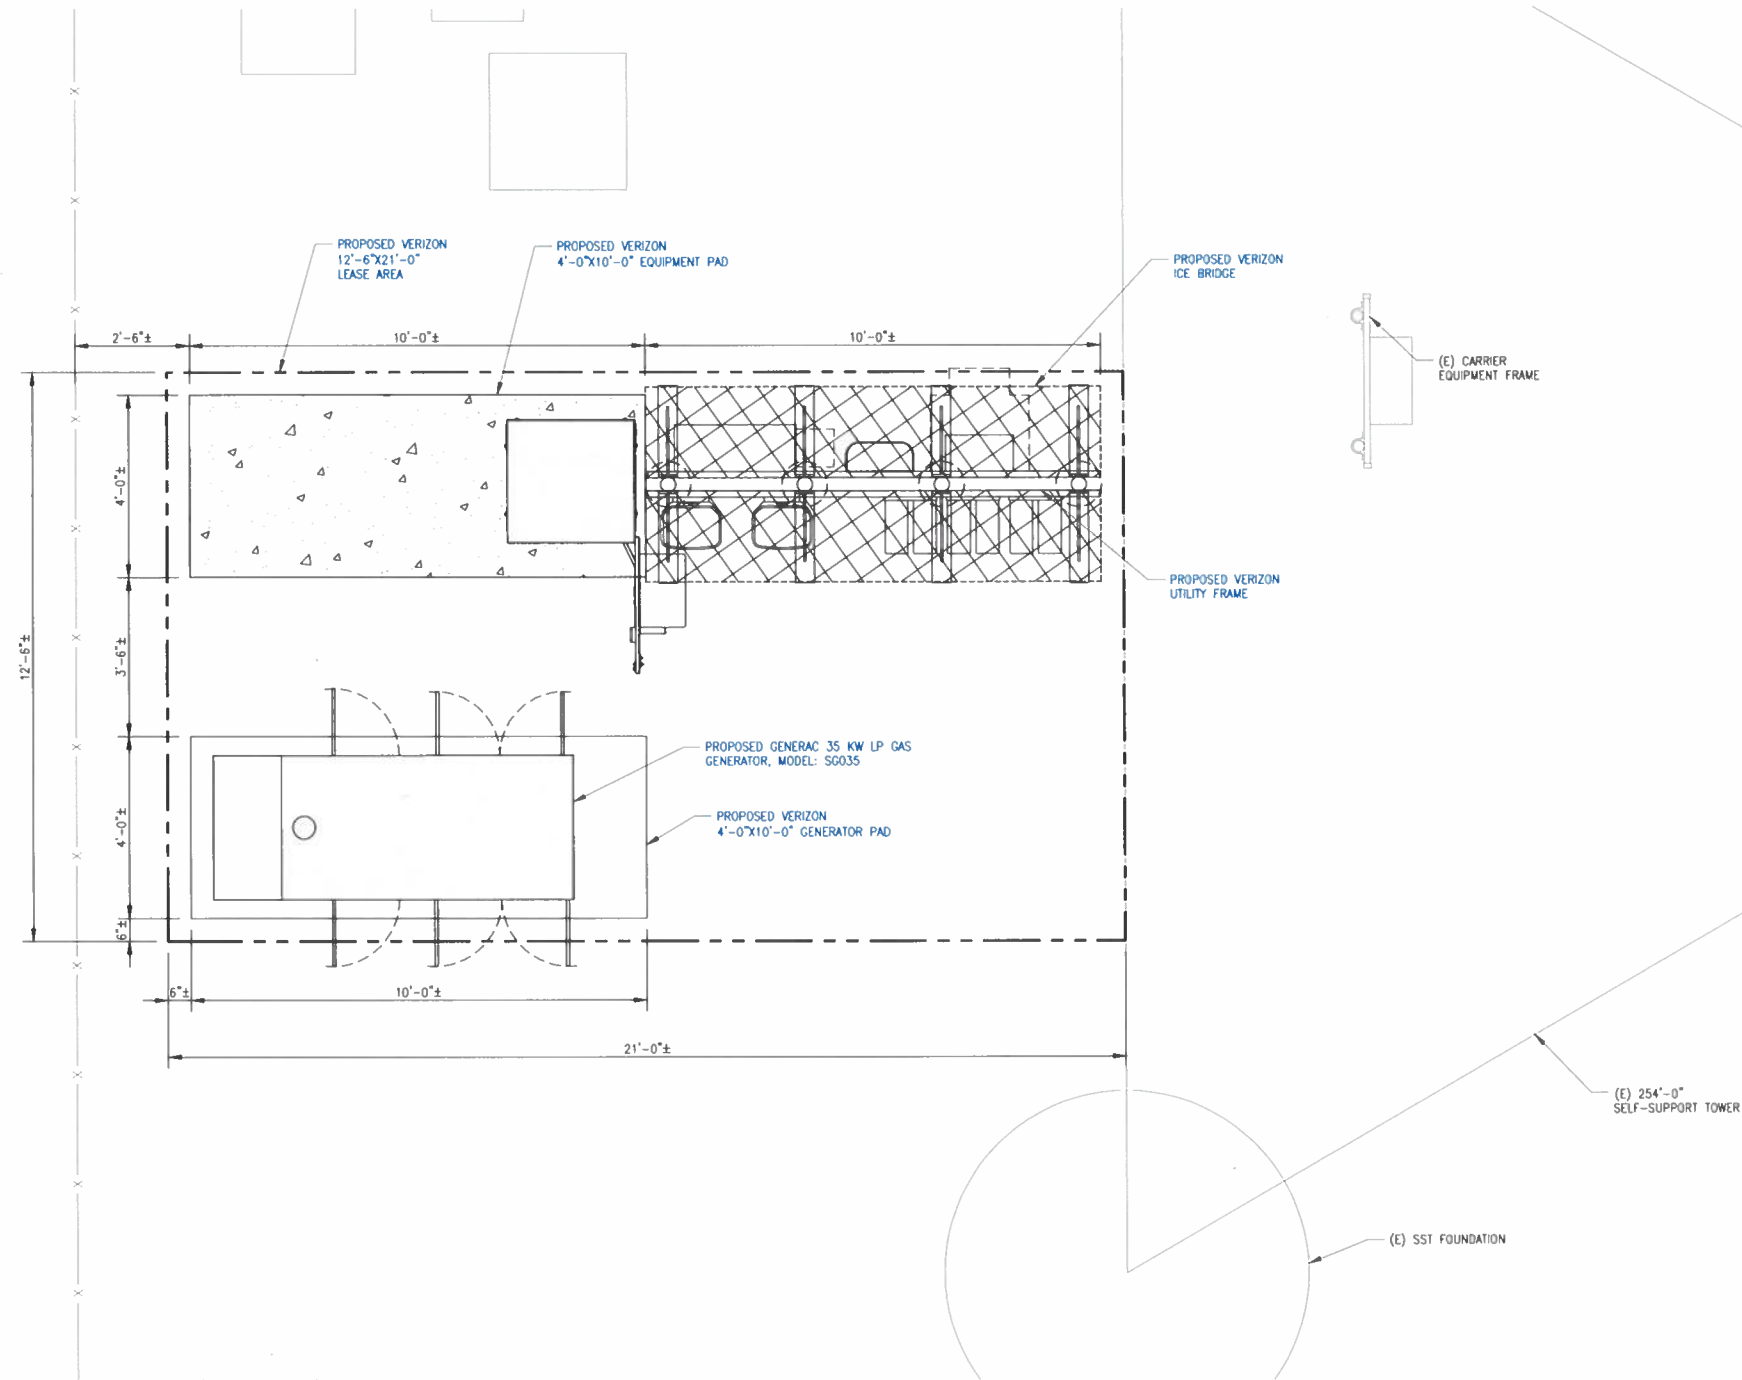 PROPOSED VERIZON
12'-6"X21'-0"
LEASE AREA
PROPOSED VERIZON
4'-0"X10'-0" EQUIPMENT PAD
PROPOSED VERIZON
ICE BRIDGE
2'-6"±
10'-0"±
10'-0"±
(E) CARRIER
EQUIPMENT FRAME
4'-0"±
PROPOSED VERIZON
UTILITY FRAME
12'-6"±
3'-6"±
PROPOSED GENERAC 35 KW LP GAS
GENERATOR, MODEL: SG035
PROPOSED VERIZON
4'-0"X10'-0" GENERATOR PAD
4'-0"±
6"±
6"±
10'-0"±
21'-0"±
(E) 254'-0"
SELF-SUPPORT TOWER
(E) SST FOUNDATION